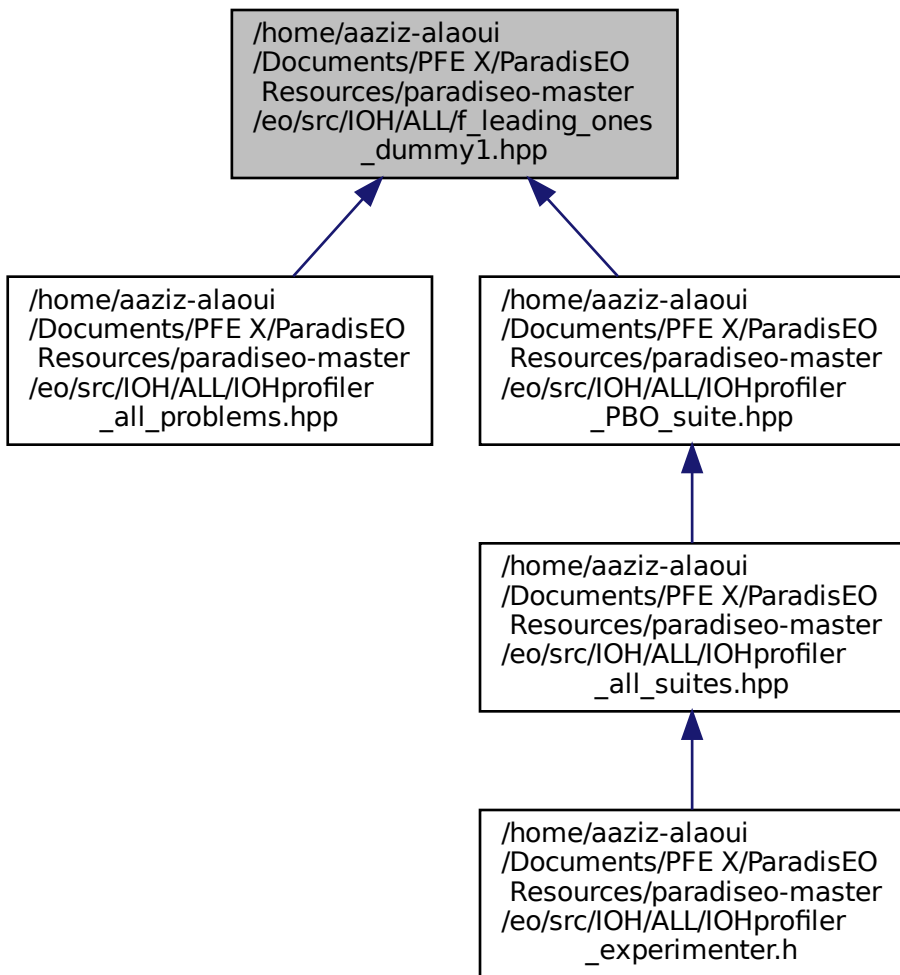 /home/aaziz-alaoui
/Documents/PFE X/ParadisEO
Resources/paradiseo-master
/eo/src/IOH/ALL/f_leading_ones
_dummy1.hpp
/home/aaziz-alaoui
/Documents/PFE X/ParadisEO
Resources/paradiseo-master
/eo/src/IOH/ALL/IOHprofiler
_all_problems.hpp
/home/aaziz-alaoui
/Documents/PFE X/ParadisEO
Resources/paradiseo-master
/eo/src/IOH/ALL/IOHprofiler
_PBO_suite.hpp
/home/aaziz-alaoui
/Documents/PFE X/ParadisEO
Resources/paradiseo-master
/eo/src/IOH/ALL/IOHprofiler
_all_suites.hpp
/home/aaziz-alaoui
/Documents/PFE X/ParadisEO
Resources/paradiseo-master
/eo/src/IOH/ALL/IOHprofiler
_experimenter.h